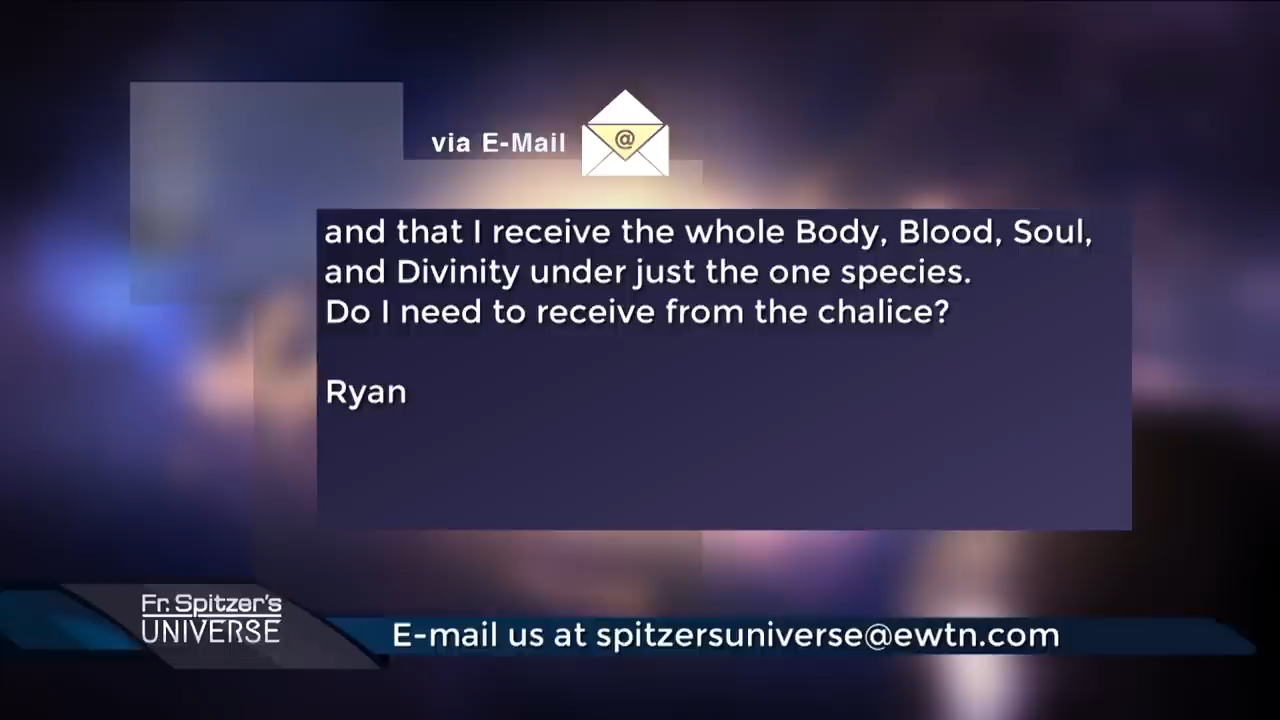 via E-Mail
@
and that I receive the whole Body, Blood, Soul,
and Divinity under just the one species.
Do I need to receive from the chalice?
Ryan
Fr. Spitzer's
UNIVERSE
E-mail us at spitzersuniverse@ewtn.com